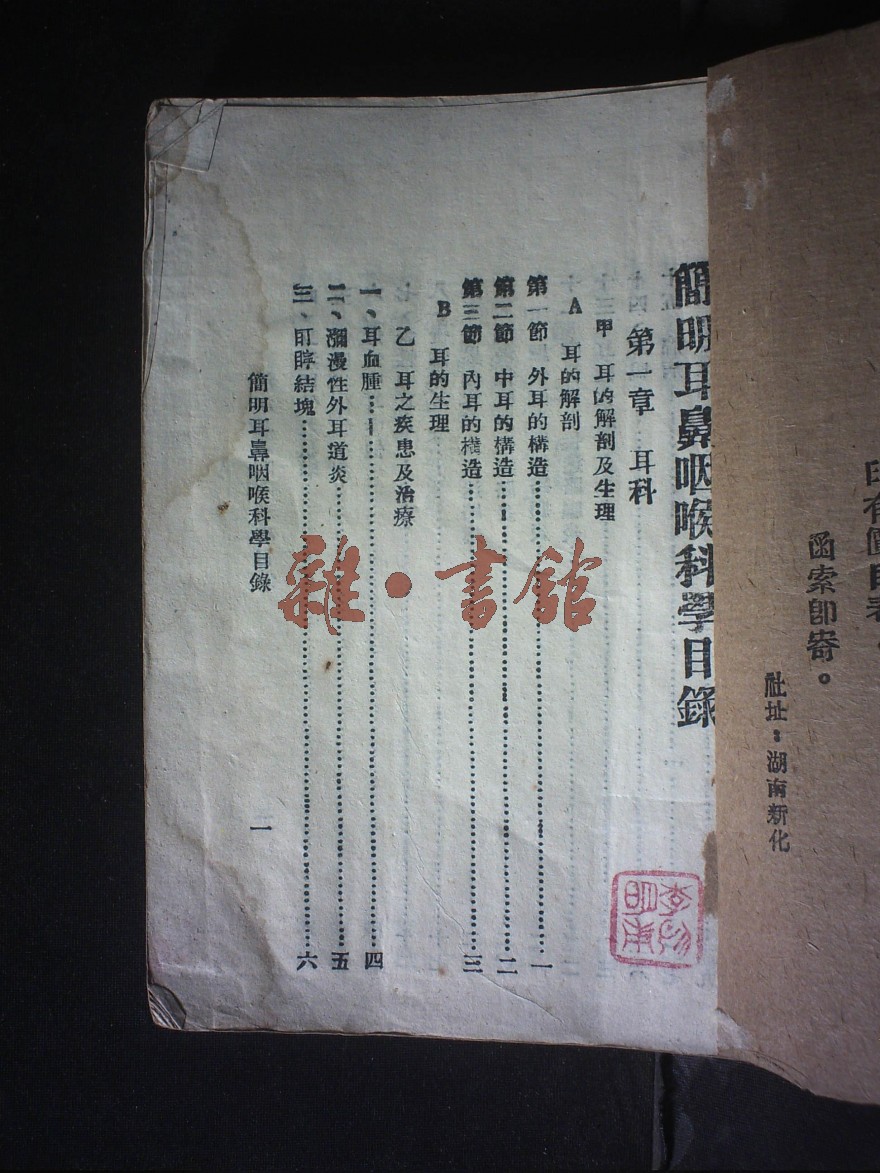 函索即寄。
社址：湖南新化
簡明耳鼻咽喉科學目錄
第一章 耳科
甲 耳的解剖及生理
A 耳的解剖
第一節 外耳的構造…………一
第二節 中耳的構造…………二
第三節 內耳的構造…………三
B 耳的生理
乙 耳之疾患及治療
一、耳血腫…………四
二、瀰漫性外耳道炎…………五
三、耵聹結塊…………六
簡明耳鼻咽喉科學目錄
一
雜·書館